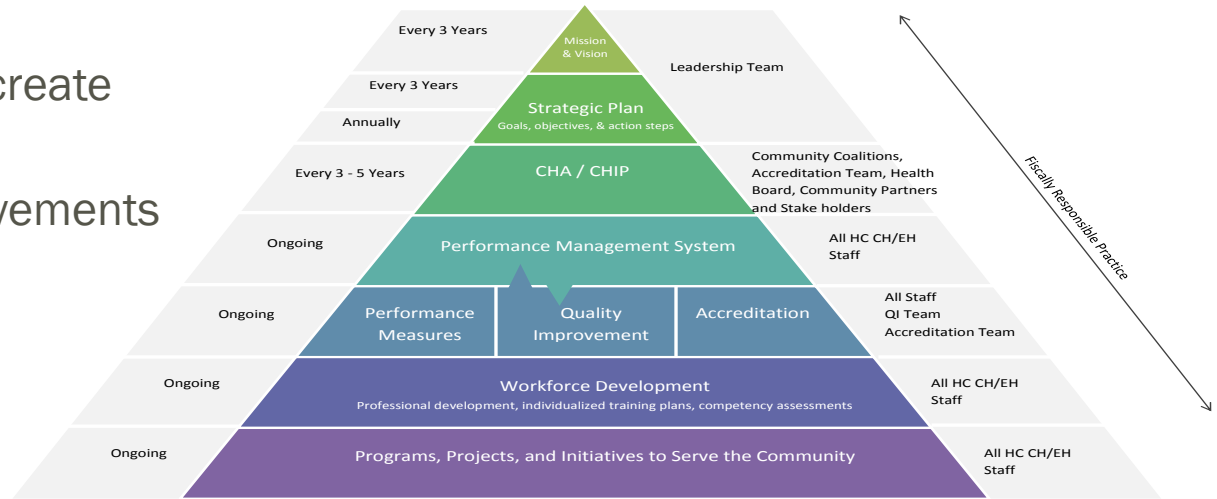 create
vements
Every 3 Years
Mission
& Vision
Leadership Team
Every 3 Years
Strategic Plan
Goals, objectives, & action steps
Annually
Every 3 - 5 Years
CHA / CHIP
Community Coalitions,
Accreditation Team, Health
Board, Community Partners
and Stake holders
Ongoing
Performance Management System
All HC CH/EH
Staff
Ongoing
Performance
Measures
Quality
Improvement
Accreditation
All Staff
QI Team
Accreditation Team
Ongoing
Workforce Development
Professional development, individualized training plans, competency assessments
All HC CH/EH
Staff
Ongoing
Programs, Projects, and Initiatives to Serve the Community
All HC CH/EH
Staff
Fiscally Responsible Practice